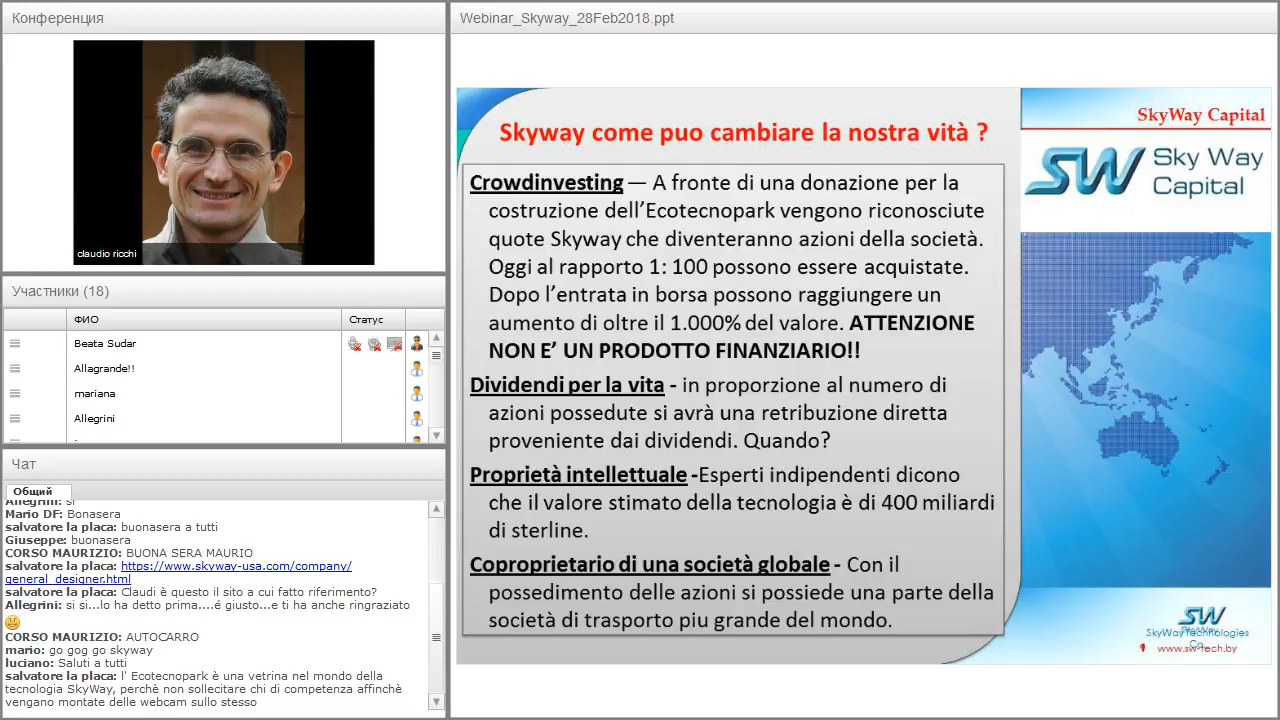 Конференция
claudio ricchi
Участники (18)
ФИО
Статус
Beata Sudar
Allagrande!!
mariana
Allegrini
Чат
Общий
Allegrini: si
Mario DF: Bonasera
salvatore la placa: buonasera a tutti
Giuseppe: buonasera
CORSO MAURIZIO: BUONA SERA MAURIO
salvatore la placa: https://www.skyway-usa.com/company/
general_designer.html
salvatore la placa: Claudi è questo il sito a cui fatto riferimento?
Allegrini: si si...lo ha detto prima....é giusto...e ti ha anche ringraziato
CORSO MAURIZIO: AUTOCARRO
mario: go gog go skyway
luciano: Saluti a tutti
salvatore la placa: l' Ecotecnopark è una vetrina nel mondo della
tecnologia SkyWay, perchè non sollecitare chi di competenza affinchè
vengano montate delle webcam sullo stesso
Webinar_Skyway_28Feb2018.ppt
Skyway come puo cambiare la nostra vità ?
Crowdinvesting — A fronte di una donazione per la
costruzione dell'Ecotecnopark vengono riconosciute
quote Skyway che diventeranno azioni della società.
Oggi al rapporto 1: 100 possono essere acquistate.
Dopo l'entrata in borsa possono raggiungere un
aumento di oltre il 1.000% del valore. ATTENZIONE
NON E' UN PRODOTTO FINANZIARIO!!
Dividendi per la vita - in proporzione al numero di
azioni possedute si avrà una retribuzione diretta
proveniente dai dividendi. Quando?
Proprietà intellettuale -Esperti indipendenti dicono
che il valore stimato della tecnologia è di 400 miliardi
di sterline.
Coproprietario di una società globale - Con il
possedimento delle azioni si possiede una parte della
società di trasporto piu grande del mondo.
SkyWay Capital
SW Sky Way
Capital
SW
SkyWay Technologies
Co.
www.sw-tech.by